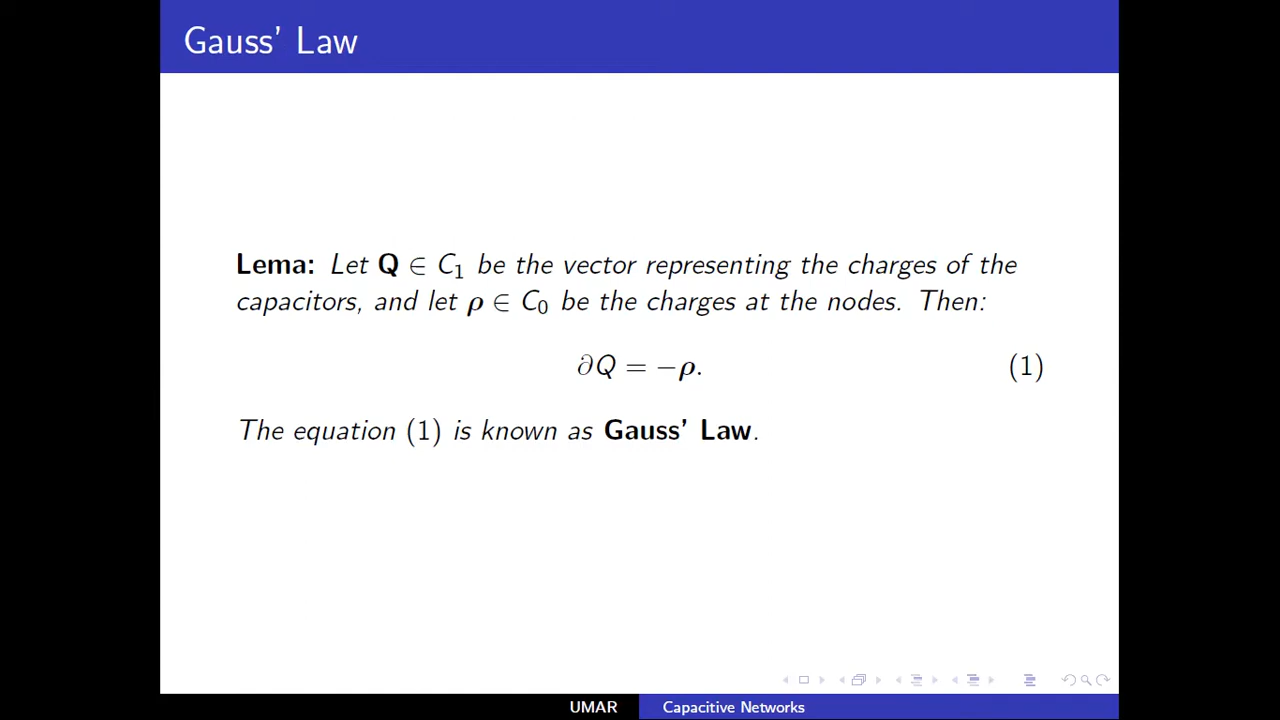 Gauss' Law
Lema: Let Q ∈ C₁ be the vector representing the charges of the
capacitors, and let ρ ∈ C₀ be the charges at the nodes. Then:
∂Q = −ρ. (1)
The equation (1) is known as Gauss' Law.
UMAR Capacitive Networks